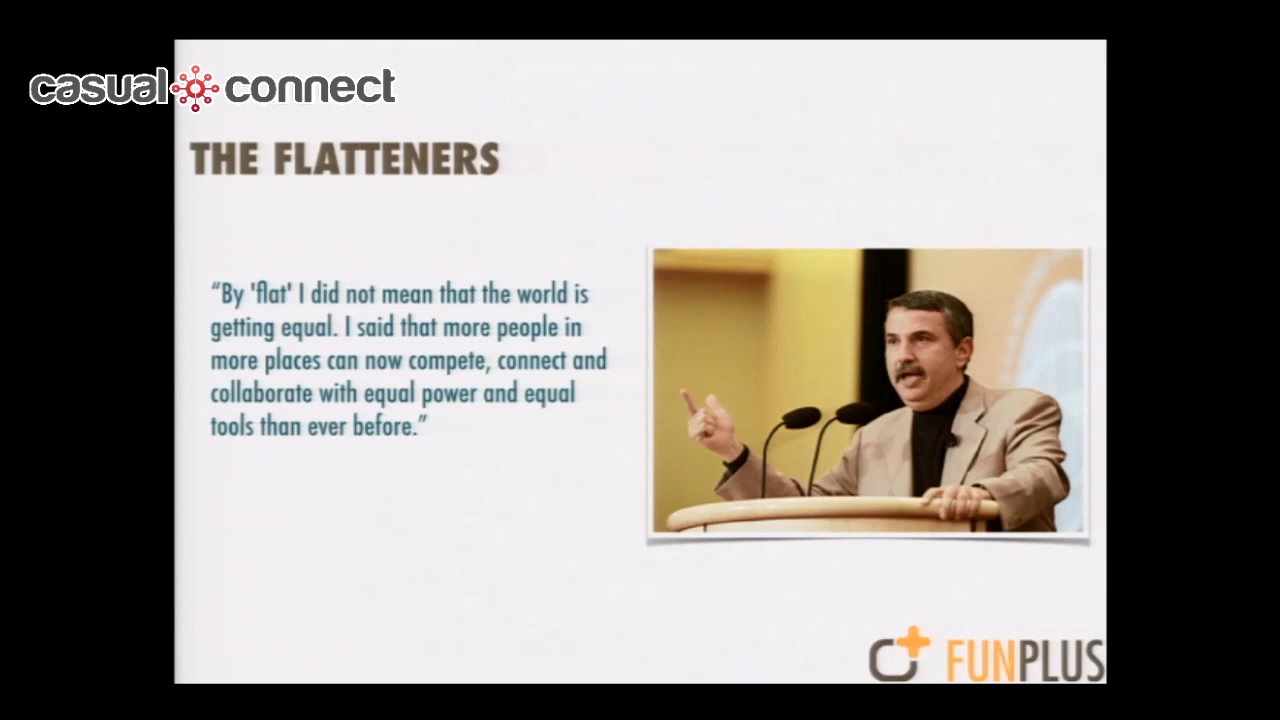 casual connect
THE FLATTENERS
“By 'flat' I did not mean that the world is
getting equal. I said that more people in
more places can now compete, connect and
collaborate with equal power and equal
tools than ever before.”
FUNPLUS